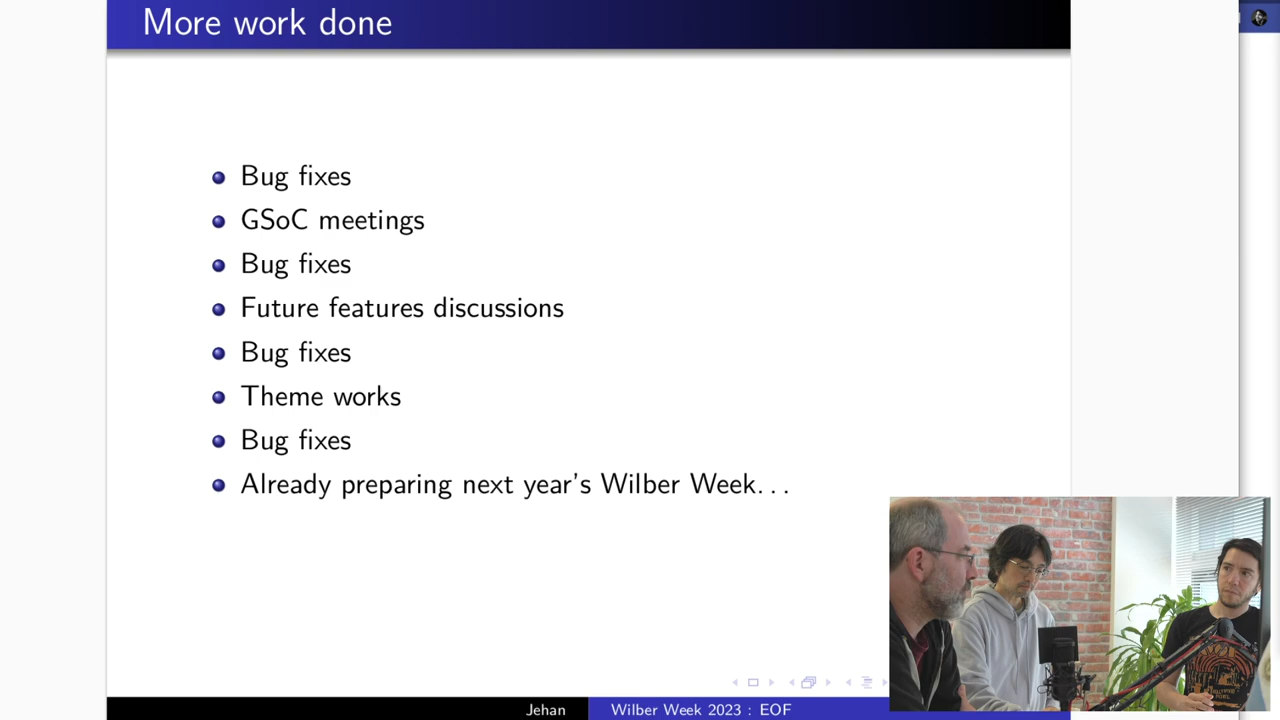 More work done
Bug fixes
GSoC meetings
Bug fixes
Future features discussions
Bug fixes
Theme works
Bug fixes
Already preparing next year's Wilber Week...
Jehan
Wilber Week 2023 : EOF